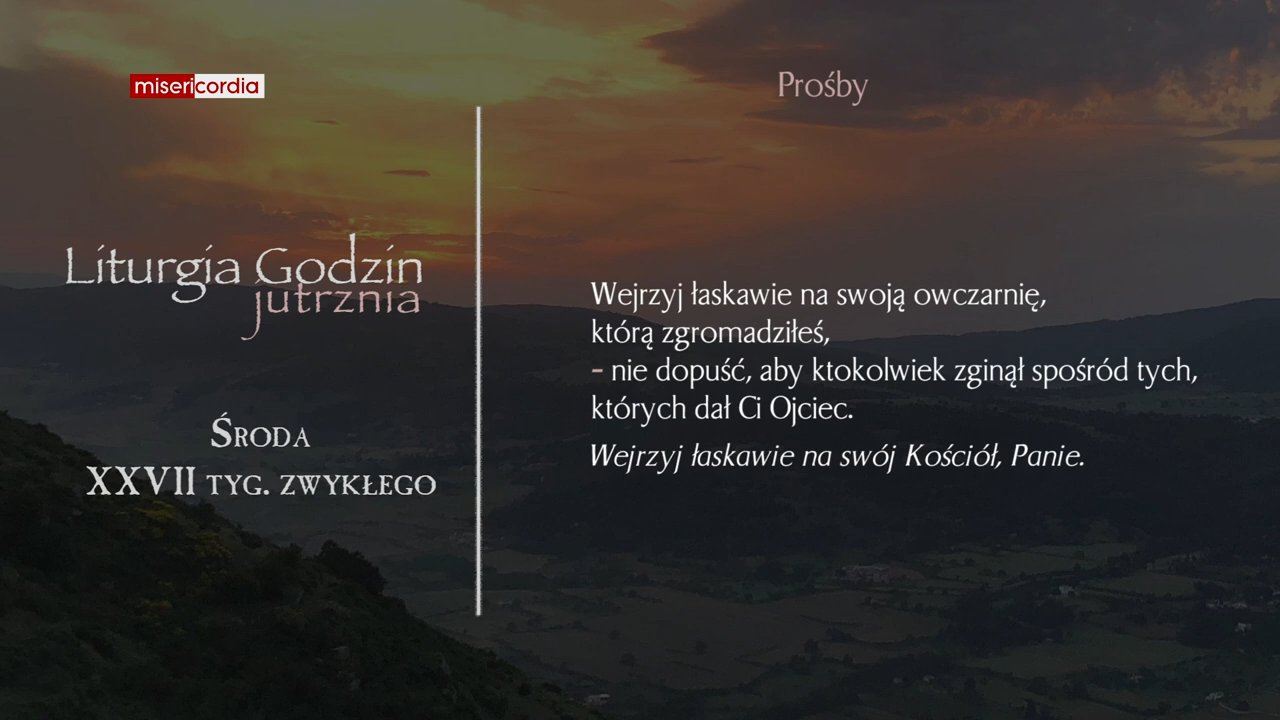 misericordia
Liturgia Godzin
jutrznia
Środa
XXVII tyg. zwykłego
Prośby
Wejrzyj łaskawie na swoją owczarnię,
którą zgromadziłeś,
- nie dopuść, aby ktokolwiek zginął spośród tych,
których dał Ci Ojciec.
Wejrzyj łaskawie na swój Kościół, Panie.